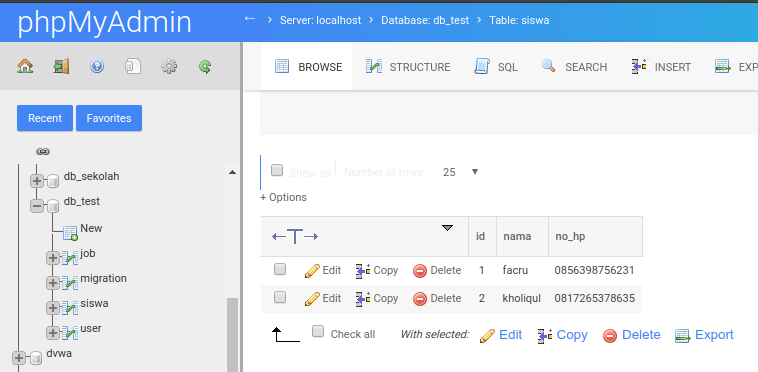 phpMyAdmin
← › Server: localhost › Database: db_test › Table: siswa
BROWSE STRUCTURE SQL SEARCH INSERT EXP
Recent Favorites
db_sekolah
db_test
New
job
migration
siswa
user
dvwa
Show all Number of rows: 25
+ Options
←T→ id nama no_hp
Edit Copy Delete 1 facru 0856398756231
Edit Copy Delete 2 kholiqul 0817265378635
Check all With selected: Edit Copy Delete Export